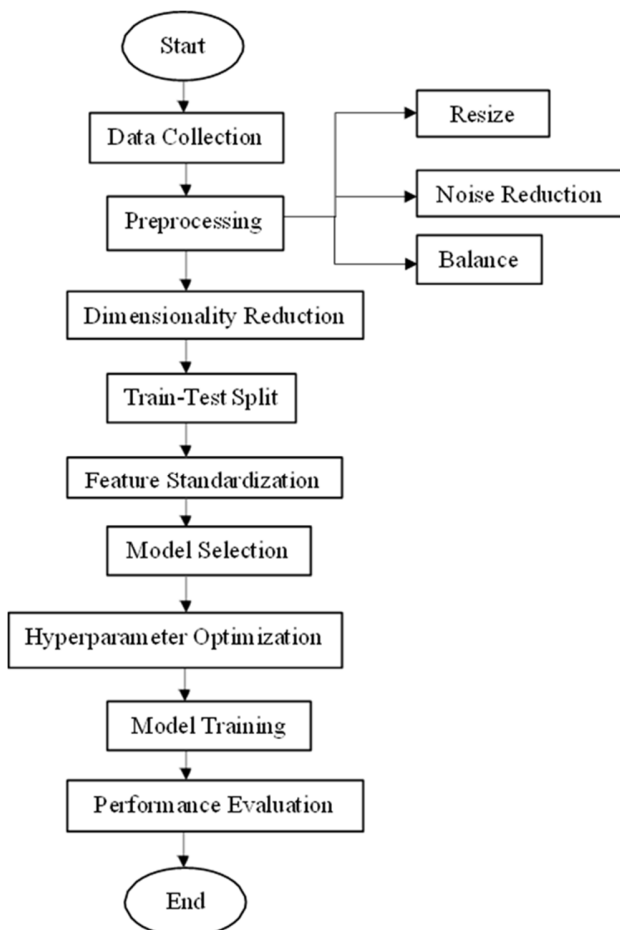 Start
Data Collection
Preprocessing
Resize
Noise Reduction
Balance
Dimensionality Reduction
Train-Test Split
Feature Standardization
Model Selection
Hyperparameter Optimization
Model Training
Performance Evaluation
End